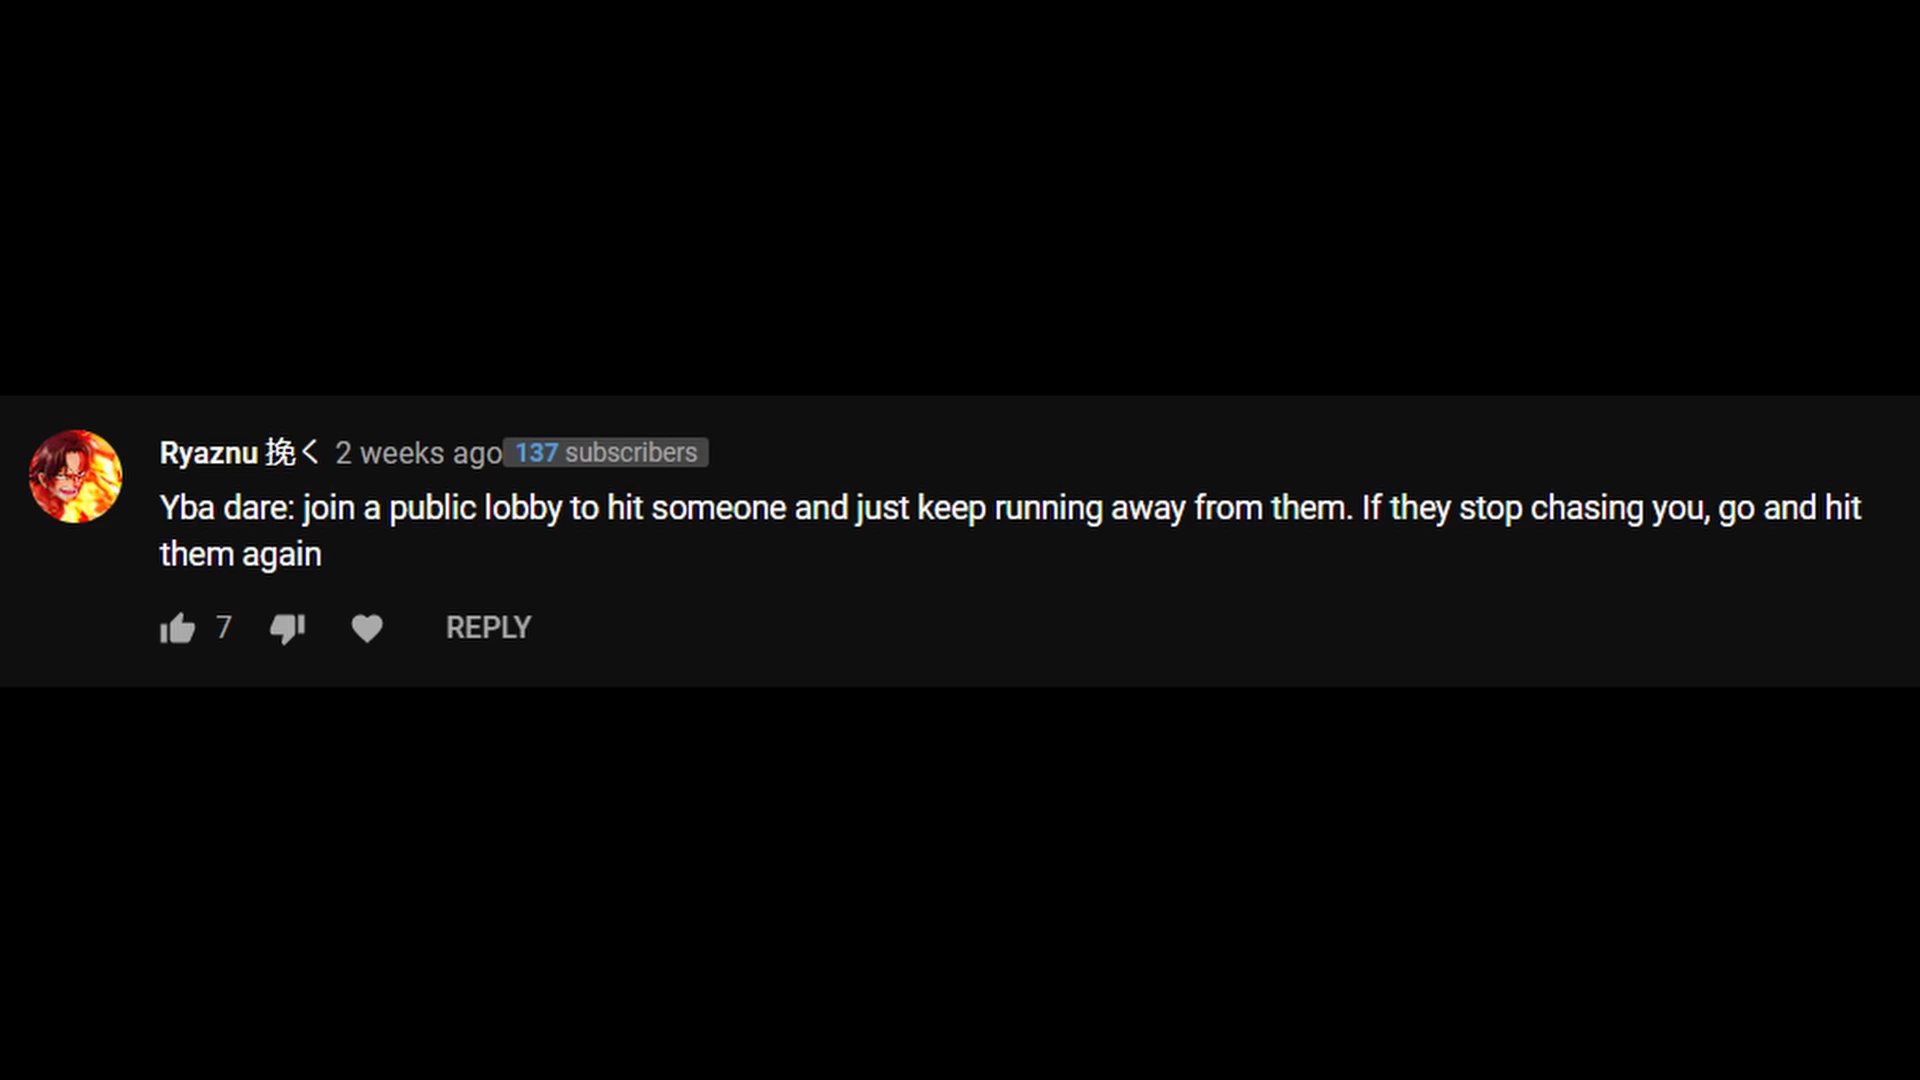 Ryaznu 挽く 2 weeks ago 137 subscribers
Yba dare: join a public lobby to hit someone and just keep running away from them. If they stop chasing you, go and hit
them again
7 REPLY